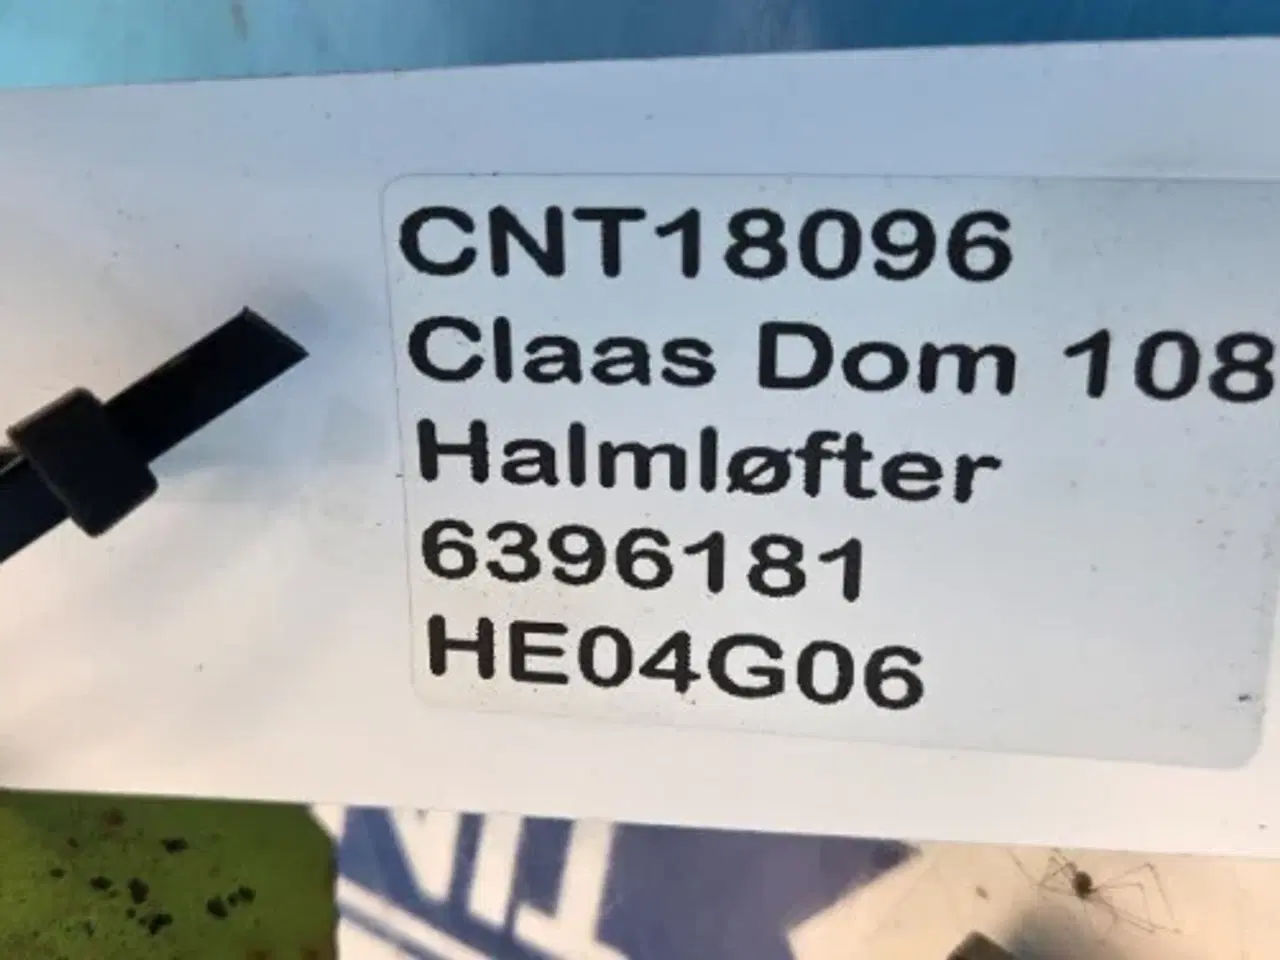 CNT18096
Claas Dom 108
Halmløfter
6396181
HE04G06